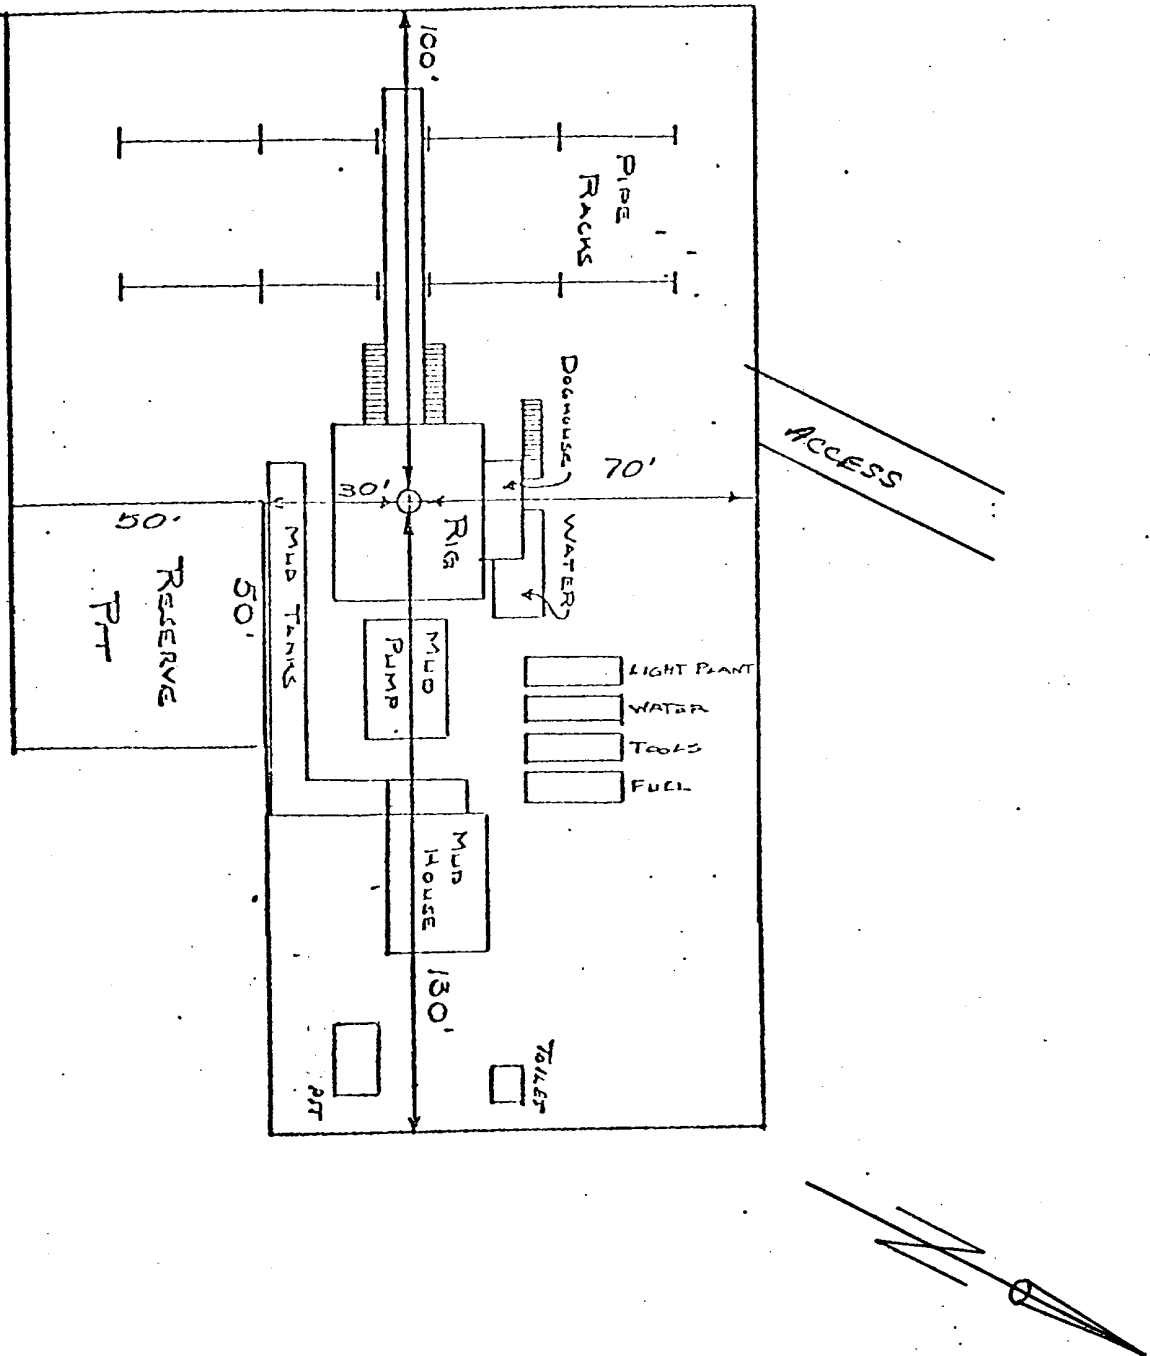 100'
PIPE
RACKS
DOGHOUSE
ACCESS
70'
30'
RIG
WATER
50'
RESERVE
PIT
50'
MUD TANKS
MUD
PUMP
LIGHT PLANT
WATER
TOOLS
FUEL
MUD
HOUSE
130'
TOILET
PIT
N